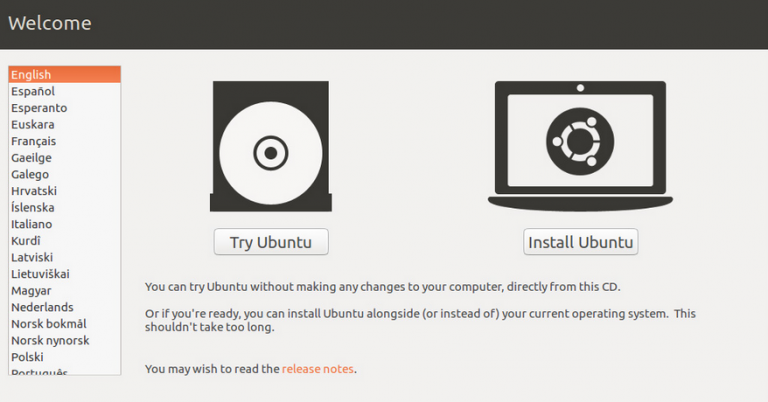 Welcome
English
Español
Esperanto
Euskara
Français
Gaeilge
Galego
Hrvatski
Íslenska
Italiano
Kurdî
Latviski
Lietuviškai
Magyar
Nederlands
Norsk bokmål
Norsk nynorsk
Polski
Português
Try Ubuntu
Install Ubuntu
You can try Ubuntu without making any changes to your computer, directly from this CD.
Or if you're ready, you can install Ubuntu alongside (or instead of) your current operating system. This
shouldn't take too long.
You may wish to read the release notes.